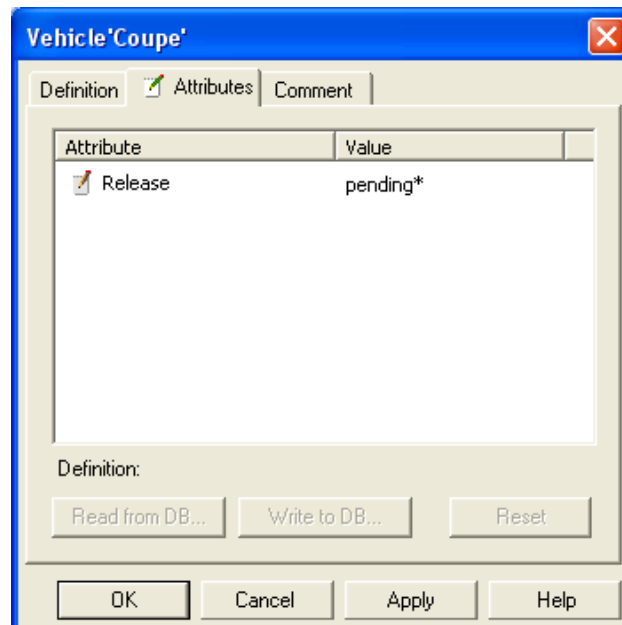 Vehicle'Coupe'
Definition Attributes Comment
Attribute Value
Release pending*
Definition:
Read from DB... Write to DB... Reset
OK Cancel Apply Help